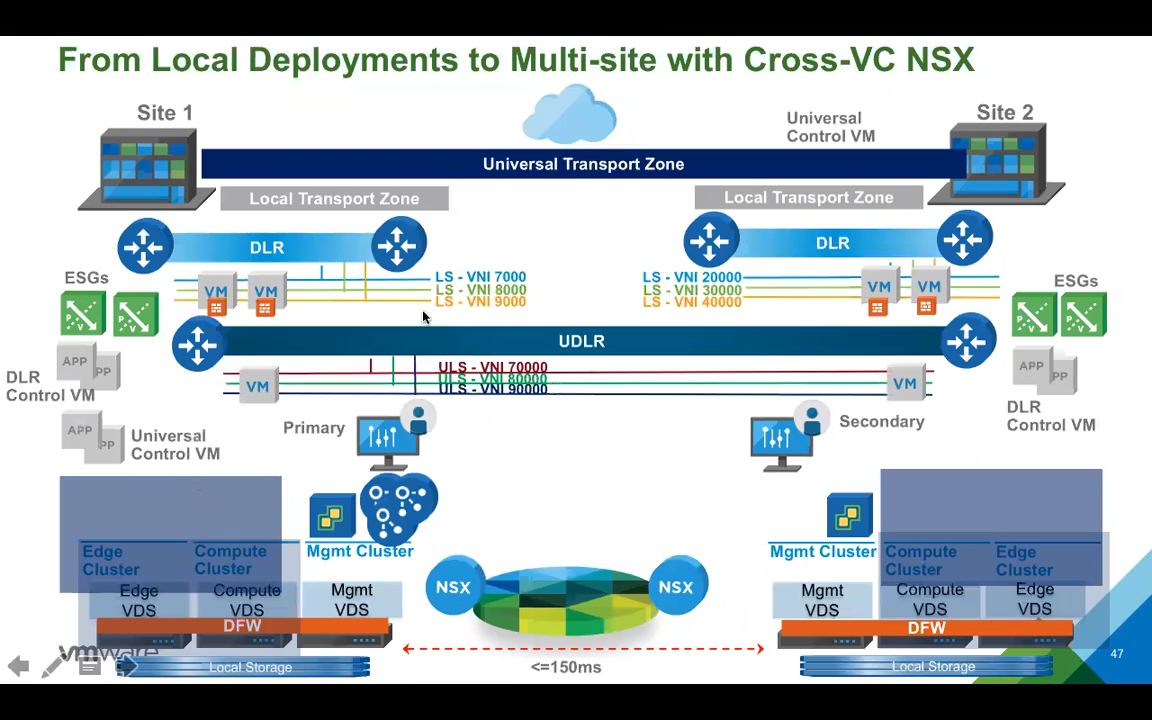 From Local Deployments to Multi-site with Cross-VC NSX
Site 1
Site 2
Universal
Control VM
Universal Transport Zone
Local Transport Zone
Local Transport Zone
DLR
DLR
ESGs
VM
VM
LS - VNI 7000
LS - VNI 8000
LS - VNI 9000
LS - VNI 20000
LS - VNI 30000
LS - VNI 40000
VM
VM
ESGs
P
V
P
V
P
V
P
V
UDLR
APP
PP
DLR
Control VM
VM
ULS - VNI 70000
ULS - VNI 80000
ULS - VNI 90000
VM
APP
PP
DLR
Control VM
APP
PP
Universal
Control VM
Primary
Secondary
Edge
Cluster
Compute
Cluster
Mgmt Cluster
Mgmt Cluster
Compute
Cluster
Edge
Cluster
Edge
VDS
Compute
VDS
Mgmt
VDS
NSX
NSX
Mgmt
VDS
Compute
VDS
Edge
VDS
DFW
DFW
vmware
Local Storage
<=150ms
Local Storage
47